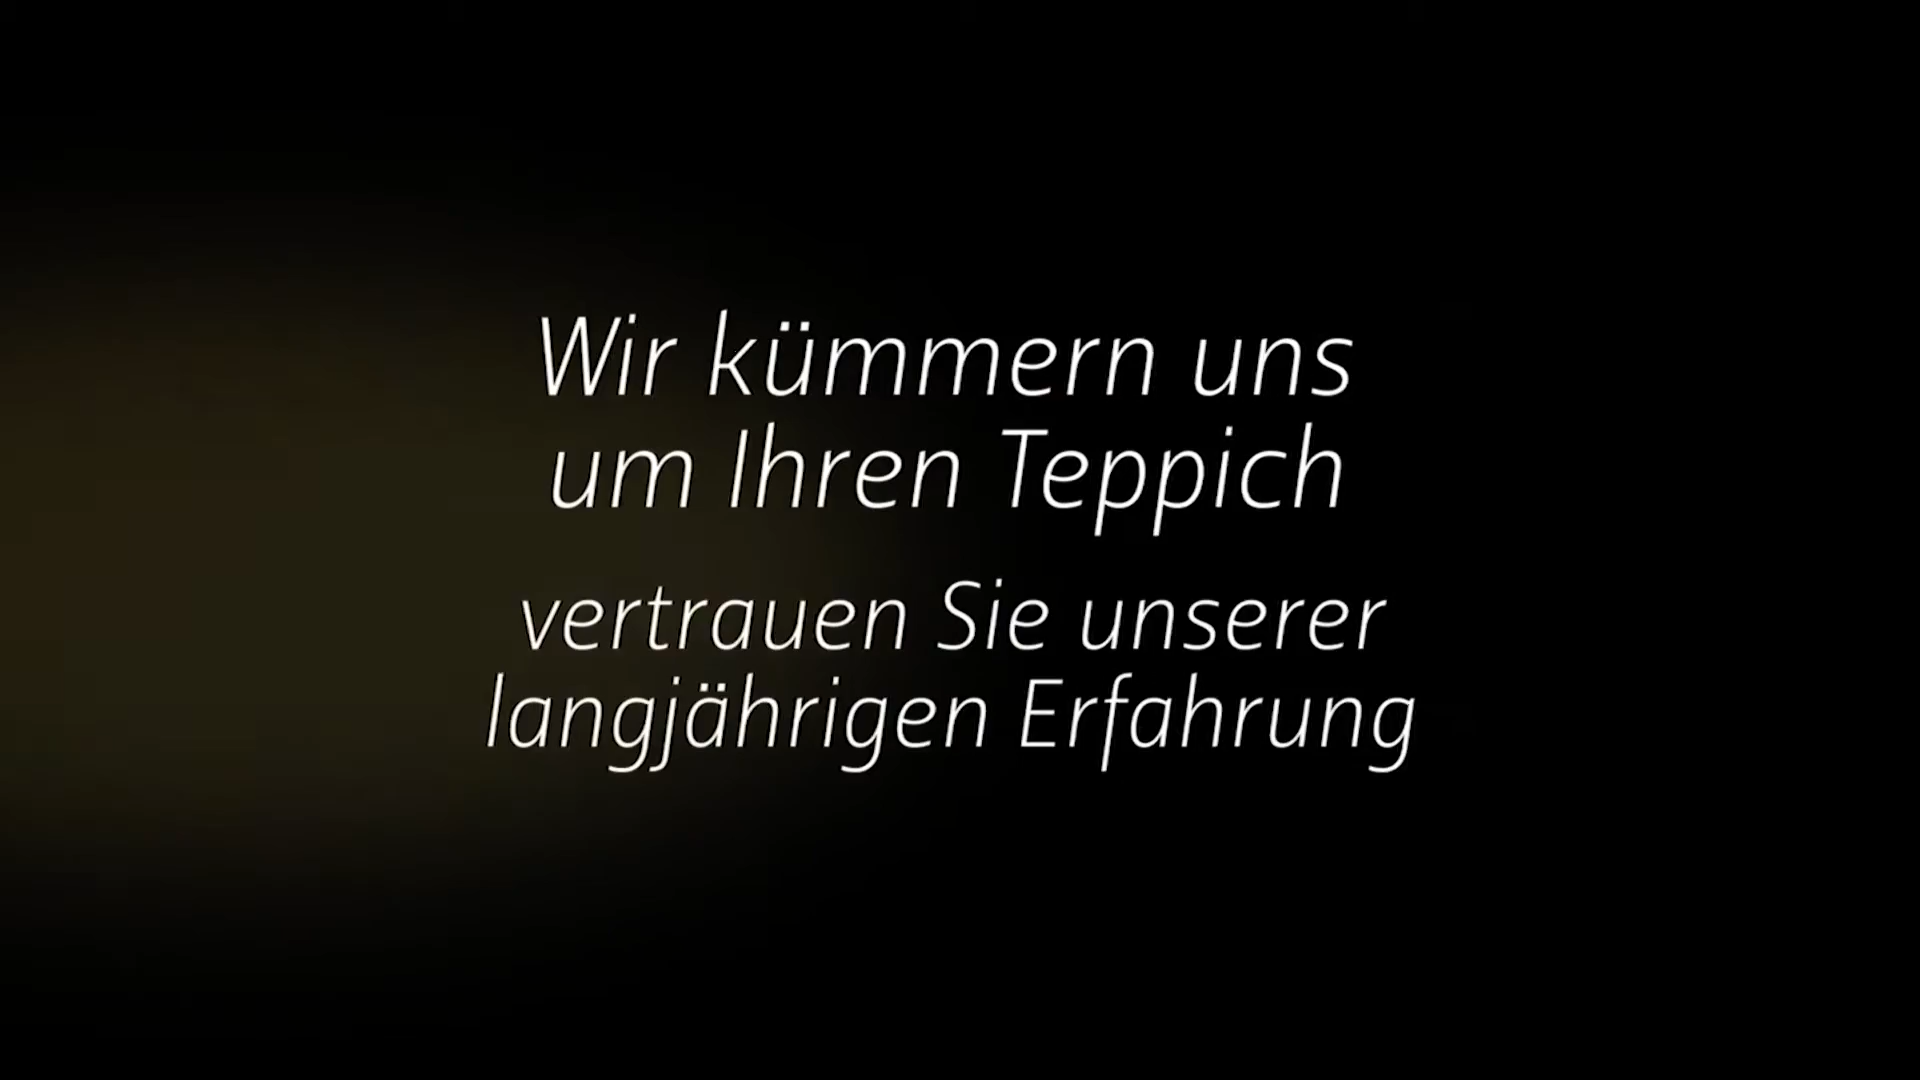 Wir kümmern uns
um Ihren Teppich
vertrauen Sie unserer
langjährigen Erfahrung